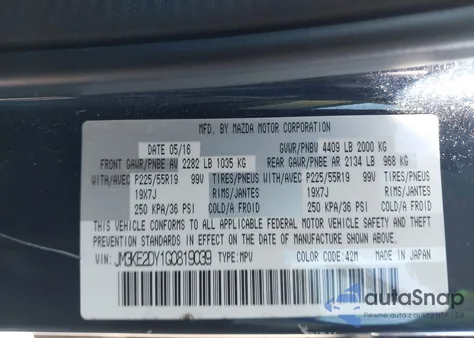 MFD. BY MAZDA MOTOR CORPORATION
DATE 05/16 GVWR/PNBV 4409 LB 2000 KG
FRONT GAWR/PNBE AV 2282 LB 1035 KG REAR GAWR/PNBE AR 2134 LB 968 KG
WITH/AVEC P225/55R19 99V TIRES/PNEUS WITH/AVEC P225/55R19 99V TIRES/PNEUS
19X7J RIMS/JANTES 19X7J RIMS/JANTES
250 KPA/36 PSI COLD/A FROID 250 KPA/36 PSI COLD/A FROID
THIS VEHICLE CONFORMS TO ALL APPLICABLE FEDERAL MOTOR VEHICLE SAFETY AND THEFT
PREVENTION STANDARDS IN EFFECT ON THE DATE OF MANUFACTURE SHOWN ABOVE.
VIN: JM3KE2DY1G0819039 TYPE: MPV COLOR CODE: 42M MADE IN JAPAN
autoSnap
Pewne auta z